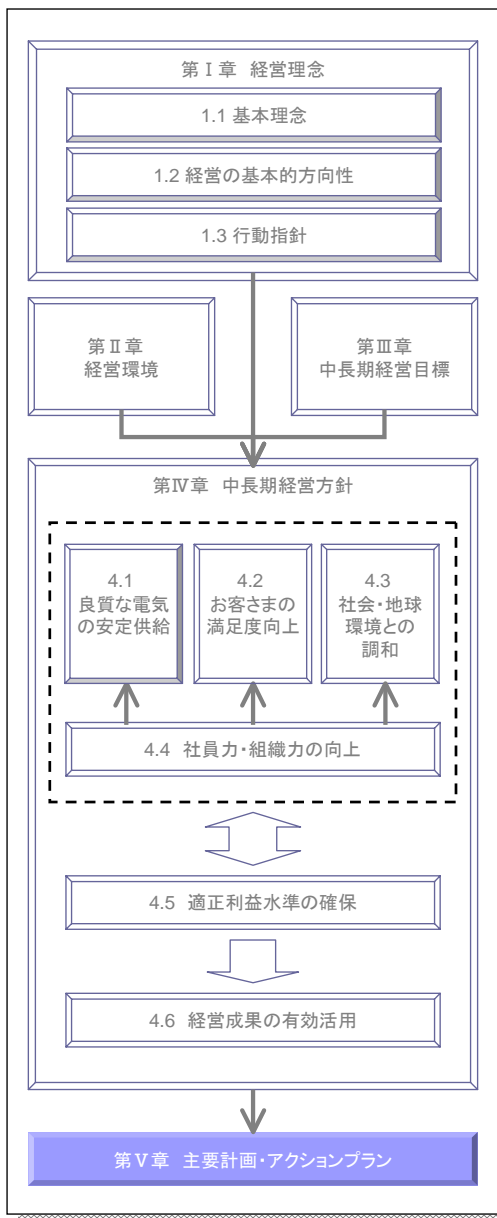 第Ⅰ章 経営理念
1.1 基本理念
1.2 経営の基本的方向性
1.3 行動指針
第Ⅱ章
経営環境
第Ⅲ章
中長期経営目標
第Ⅳ章 中長期経営方針
4.1
良質な電気
の安定供給
4.2
お客さまの
満足度向上
4.3
社会・地球
環境との
調和
4.4 社員力・組織力の向上
4.5 適正利益水準の確保
4.6 経営成果の有効活用
第Ⅴ章 主要計画・アクションプラン